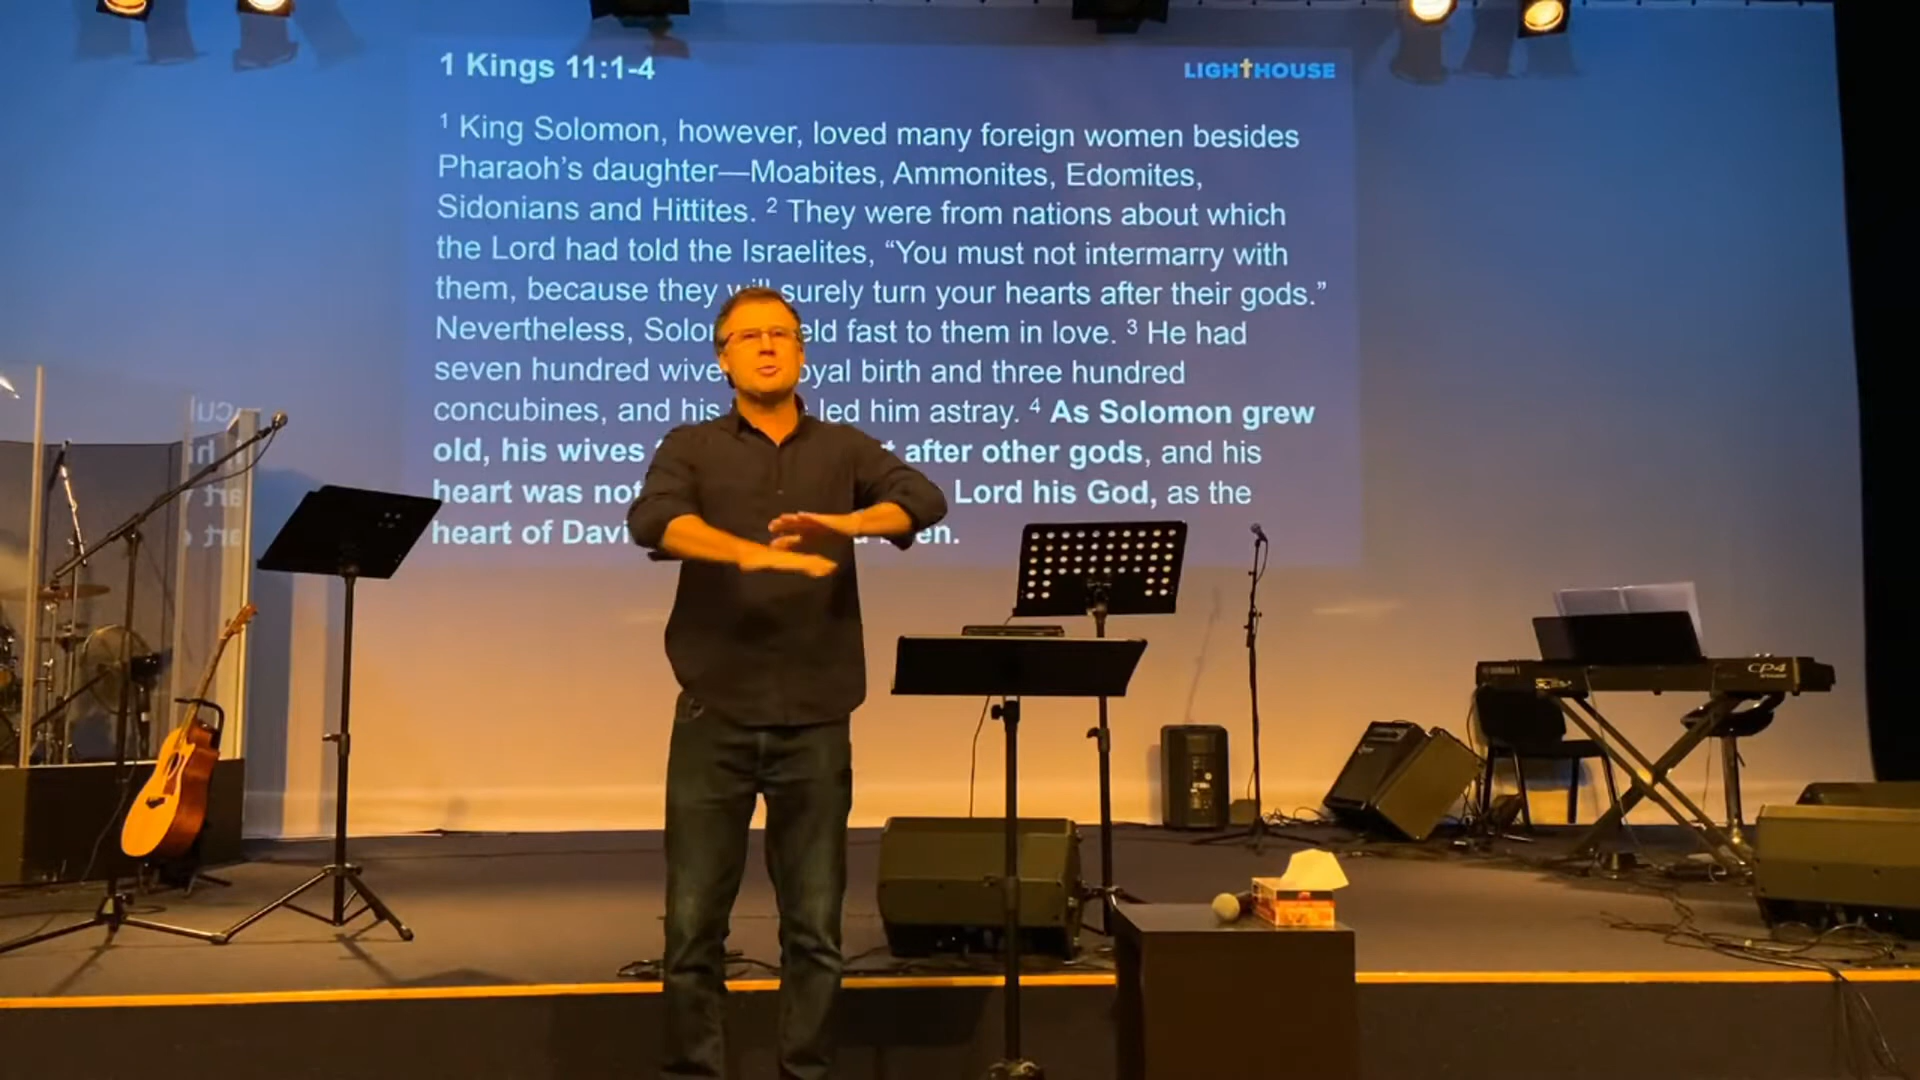 1 Kings 11:1-4
LIGHTHOUSE
1 King Solomon, however, loved many foreign women besides
Pharaoh's daughter—Moabites, Ammonites, Edomites,
Sidonians and Hittites. 2 They were from nations about which
the Lord had told the Israelites, “You must not intermarry with
them, because they will surely turn your hearts after their gods.”
Nevertheless, Solo eld fast to them in love. 3 He had
seven hundred wive oyal birth and three hundred
concubines, and his led him astray. 4 As Solomon grew
old, his wives after other gods, and his
heart was not Lord his God, as the
heart of Davi een.
CP4